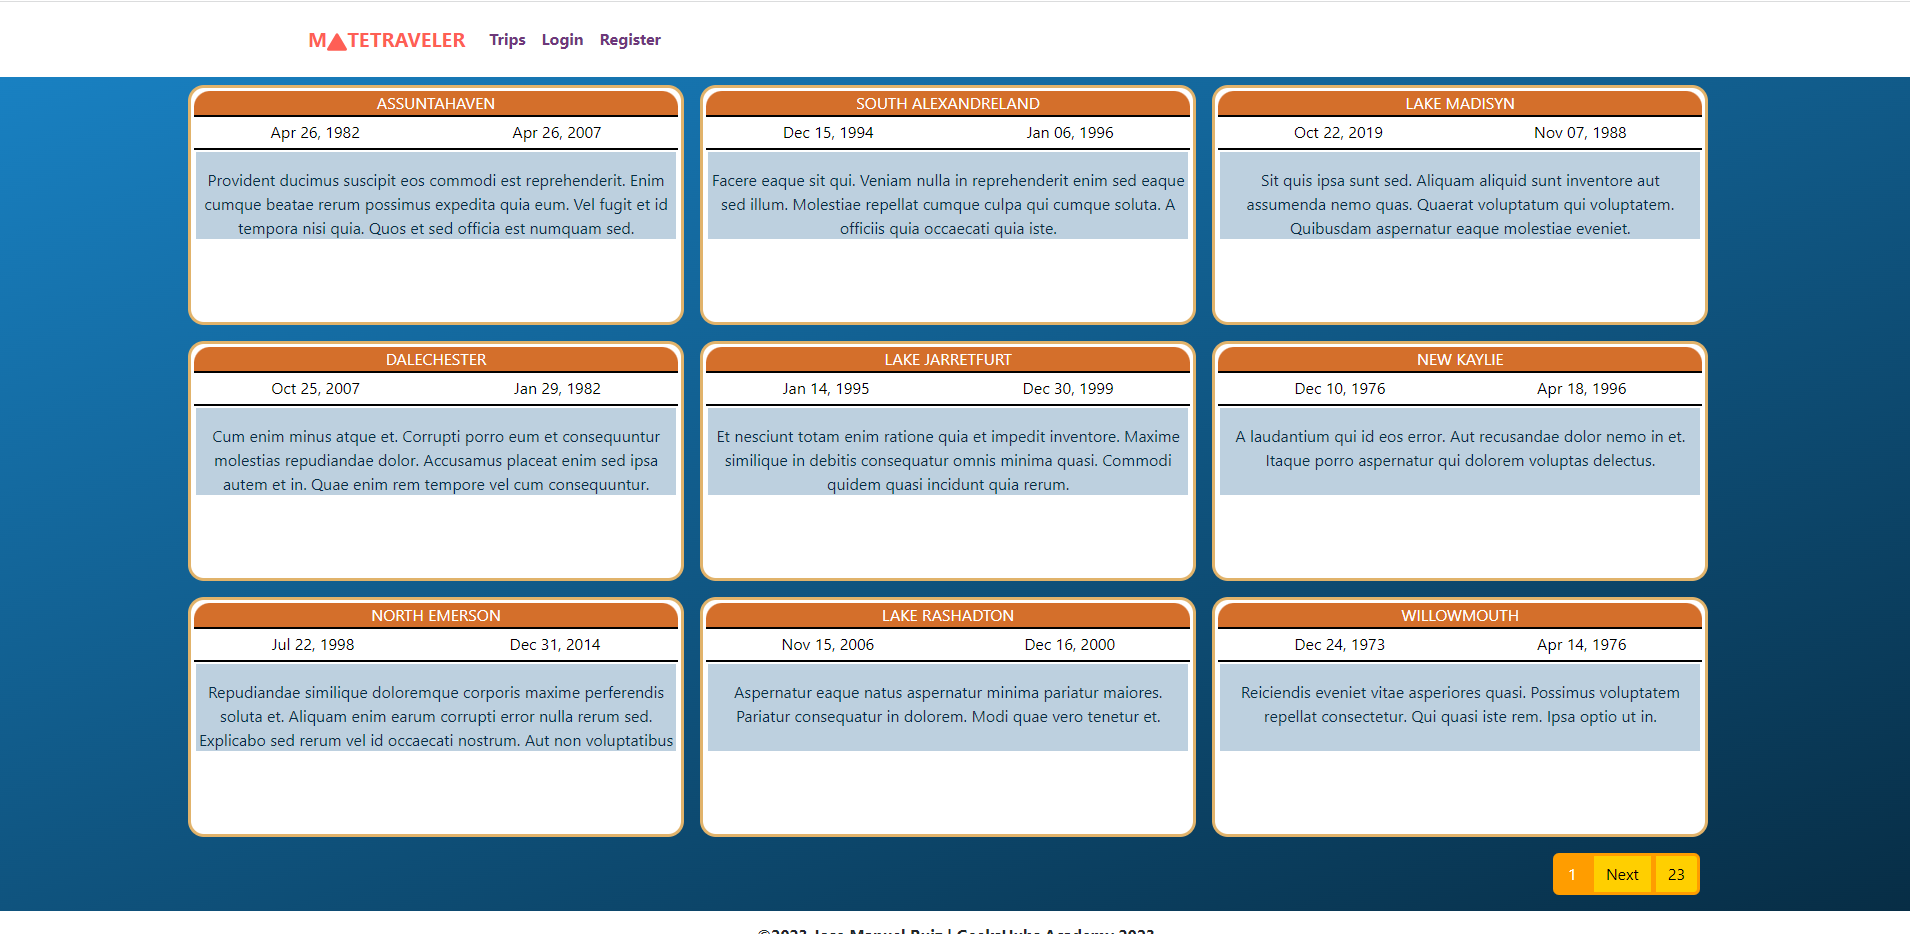 M▲TETRAVELER Trips Login Register
ASSUNTAHAVEN
Apr 26, 1982 Apr 26, 2007
Provident ducimus suscipit eos commodi est reprehenderit. Enim
cumque beatae rerum possimus expedita quia eum. Vel fugit et id
tempora nisi quia. Quos et sed officia est numquam sed.
SOUTH ALEXANDRELAND
Dec 15, 1994 Jan 06, 1996
Facere eaque sit qui. Veniam nulla in reprehenderit enim sed eaque
sed illum. Molestiae repellat cumque culpa qui cumque soluta. A
officiis quia occaecati quia iste.
LAKE MADISYN
Oct 22, 2019 Nov 07, 1988
Sit quis ipsa sunt sed. Aliquam aliquid sunt inventore aut
assumenda nemo quas. Quaerat voluptatum qui voluptatem.
Quibusdam aspernatur eaque molestiae eveniet.
DALECHESTER
Oct 25, 2007 Jan 29, 1982
Cum enim minus atque et. Corrupti porro eum et consequuntur
molestias repudiandae dolor. Accusamus placeat enim sed ipsa
autem et in. Quae enim rem tempore vel cum consequuntur.
LAKE JARRETFURT
Jan 14, 1995 Dec 30, 1999
Et nesciunt totam enim ratione quia et impedit inventore. Maxime
similique in debitis consequatur omnis minima quasi. Commodi
quidem quasi incidunt quia rerum.
NEW KAYLIE
Dec 10, 1976 Apr 18, 1996
A laudantium qui id eos error. Aut recusandae dolor nemo in et.
Itaque porro aspernatur qui dolorem voluptas delectus.
NORTH EMERSON
Jul 22, 1998 Dec 31, 2014
Repudiandae similique doloremque corporis maxime perferendis
soluta et. Aliquam enim earum corrupti error nulla rerum sed.
Explicabo sed rerum vel id occaecati nostrum. Aut non voluptatibus
LAKE RASHADTON
Nov 15, 2006 Dec 16, 2000
Aspernatur eaque natus aspernatur minima pariatur maiores.
Pariatur consequatur in dolorem. Modi quae vero tenetur et.
WILLOWMOUTH
Dec 24, 1973 Apr 14, 1976
Reiciendis eveniet vitae asperiores quasi. Possimus voluptatem
repellat consectetur. Qui quasi iste rem. Ipsa optio ut in.
1 Next 23
©2023 Jose Manuel Ruiz | GeeksHubs Academy 2023